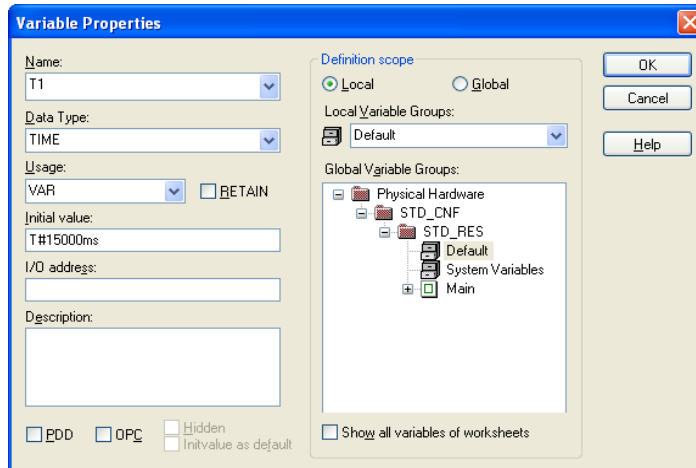 Variable Properties
Name:
T1
Data Type:
TIME
Usage:
VAR
RETAIN
Initial value:
T#15000ms
I/O address:
Description:
PDD
OPC
Hidden
Initvalue as default
Definition scope
Local
Global
Local Variable Groups:
Default
Global Variable Groups:
Physical Hardware
STD_CNF
STD_RES
Default
System Variables
Main
Show all variables of worksheets
OK
Cancel
Help